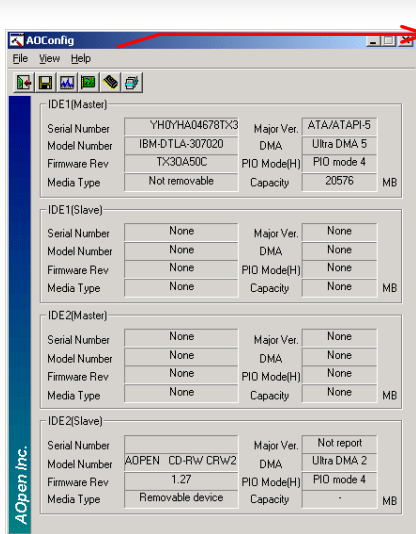 AOConfig
File View Help
IDE1(Master)
Serial Number YH0YHA04678TX3 Major Ver. ATA/ATAPI-5
Model Number IBM-DTLA-307020 DMA Ultra DMA 5
Firmware Rev TX3OA50C PIO Mode(H) PIO mode 4
Media Type Not removable Capacity 20576 MB
IDE1(Slave)
Serial Number None Major Ver. None
Model Number None DMA None
Firmware Rev None PIO Mode(H) None
Media Type None Capacity None MB
IDE2(Master)
Serial Number None Major Ver. None
Model Number None DMA None
Firmware Rev None PIO Mode(H) None
Media Type None Capacity None MB
IDE2(Slave)
Serial Number Major Ver. Not report
Model Number AOPEN CD-RW CRW2 DMA Ultra DMA 2
Firmware Rev 1.27 PIO Mode(H) PIO mode 4
Media Type Removable device Capacity - MB
AOpen Inc.